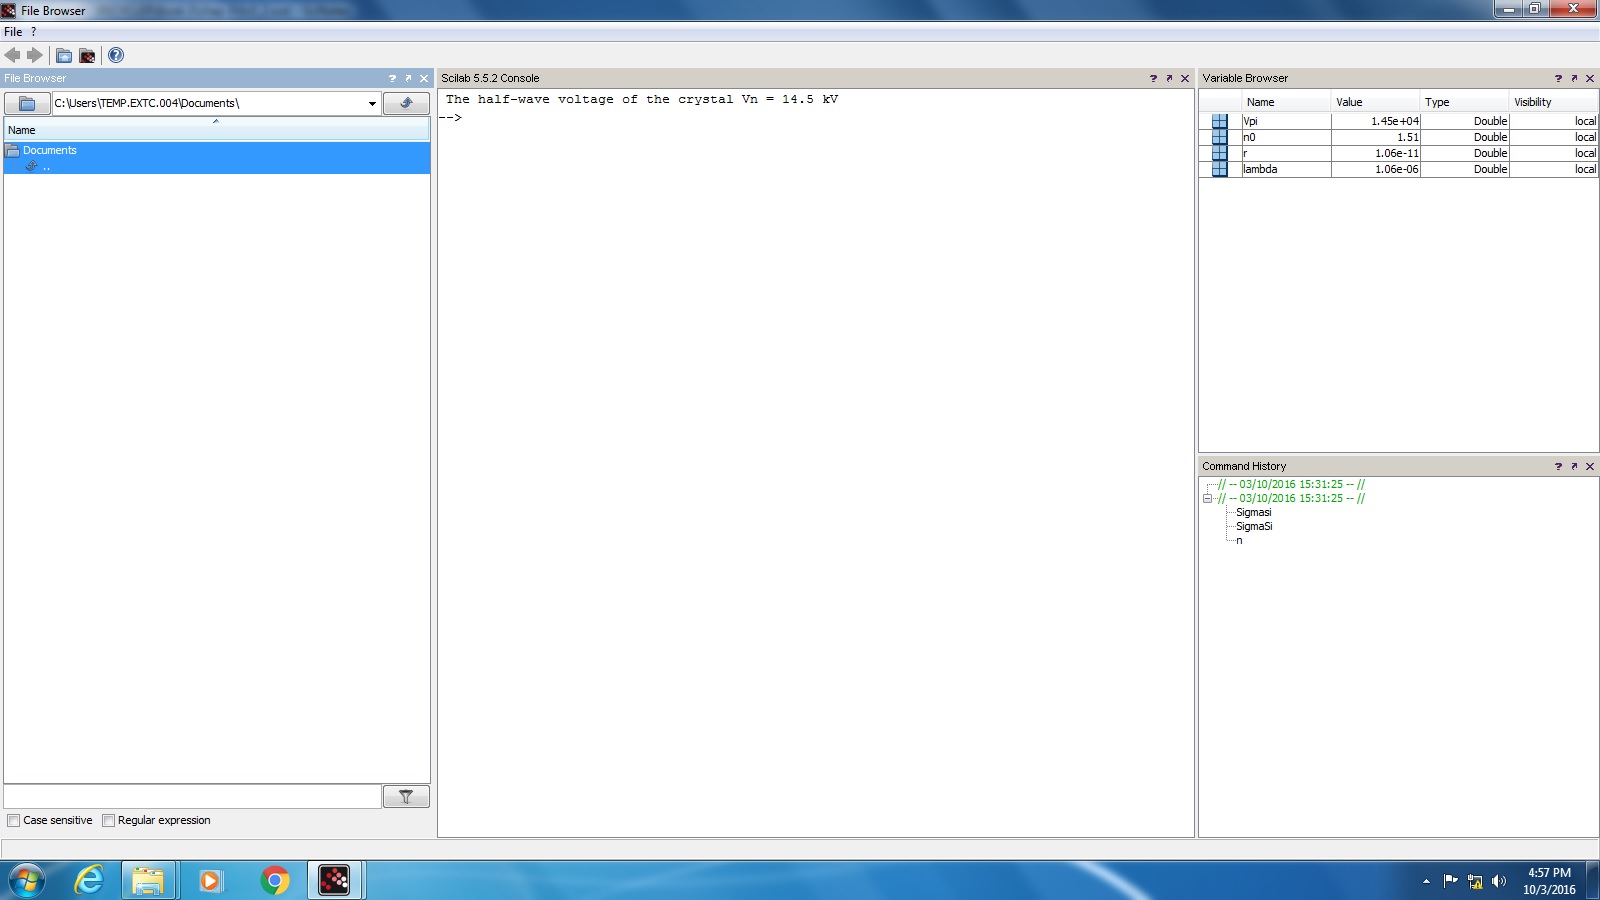 File Browser
File ?
File Browser
C:\Users\TEMP.EXTC.004\Documents\
Name
Documents
..
Case sensitive Regular expression
Scilab 5.5.2 Console
The half-wave voltage of the crystal Vn = 14.5 kV
-->
Variable Browser
Name Value Type Visibility
Vpi 1.45e+04 Double local
n0 1.51 Double local
r 1.06e-11 Double local
lambda 1.06e-06 Double local
Command History
// -- 03/10/2016 15:31:25 -- //
// -- 03/10/2016 15:31:25 -- //
Sigmasi
SigmaSi
n
4:57 PM
10/3/2016